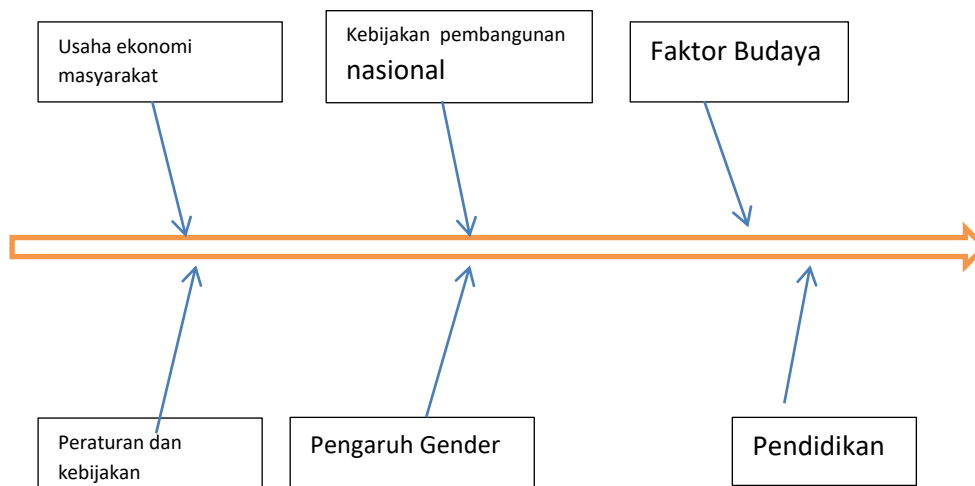 Usaha ekonomi
masyarakat
Kebijakan pembangunan
nasional
Faktor Budaya
Peraturan dan
kebijakan
Pengaruh Gender
Pendidikan